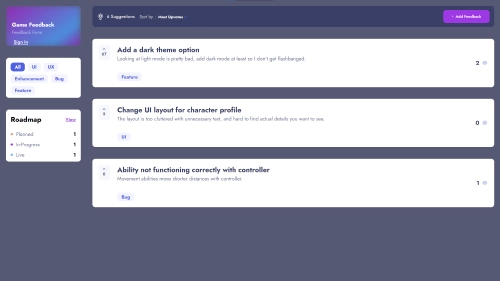 Game Feedback
Feedback Form
Sign in
All
UI
UX
Enhancement
Bug
Feature
Roadmap
View
Planned 1
In-Progress 1
Live 1
6 Suggestions
Sort by : Most Upvotes
+ Add Feedback
67
Add a dark theme option
Looking at light mode is pretty bad, add dark mode at least so I don't get flashbanged.
Feature
2
Change UI layout for character profile
The layout is too cluttered with unnecessary text, and hard to find actual details you want to see.
UI
0
Ability not functioning correctly with controller
Movement abilities move shorter distances with controller.
Bug
1